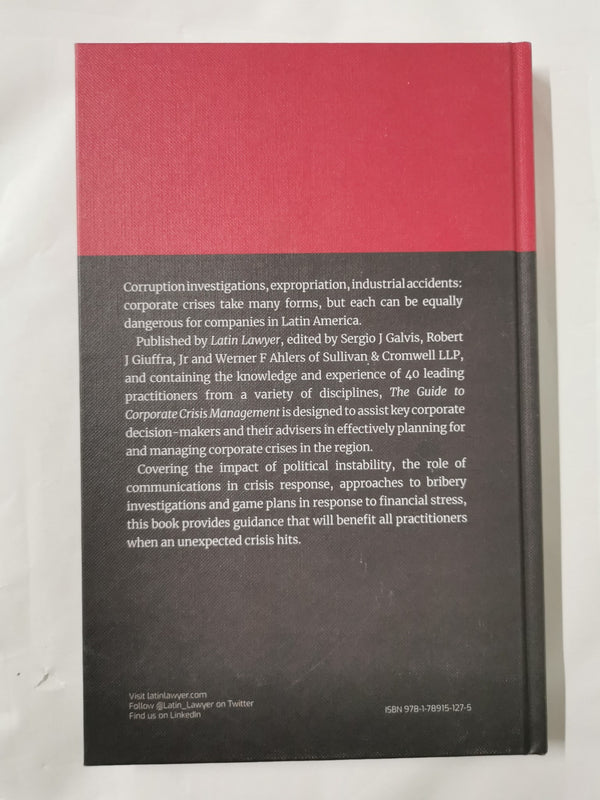 Corruption investigations, expropriation, industrial accidents:
corporate crises take many forms, but each can be equally
dangerous for companies in Latin America.
Published by Latin Lawyer, edited by Sergio J Galvis, Robert
J Giuffra, Jr and Werner F Ahlers of Sullivan & Cromwell LLP,
and containing the knowledge and experience of 40 leading
practitioners from a variety of disciplines, The Guide to
Corporate Crisis Management is designed to assist key corporate
decision-makers and their advisers in effectively planning for
and managing corporate crises in the region.
Covering the impact of political instability, the role of
communications in crisis response, approaches to bribery
investigations and game plans in response to financial stress,
this book provides guidance that will benefit all practitioners
when an unexpected crisis hits.
Visit latinlawyer.com
Follow @Latin_Lawyer on Twitter
Find us on LinkedIn
ISBN 978-1-78915-127-5